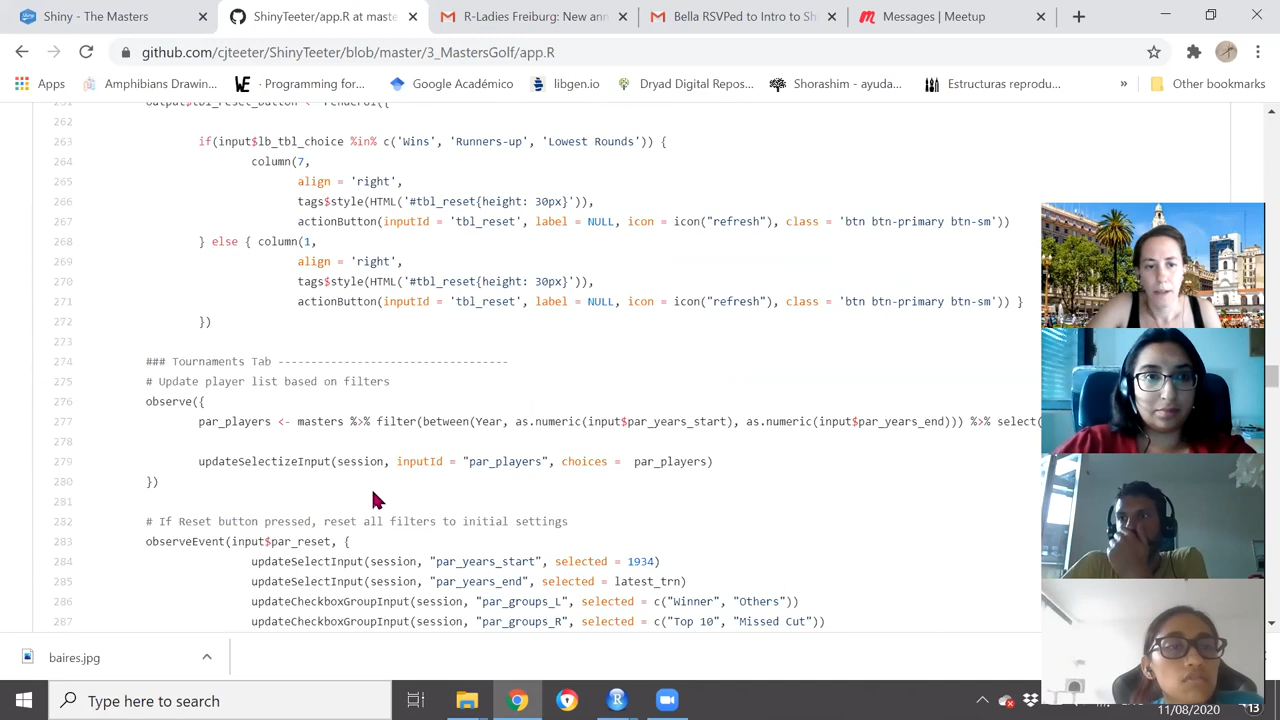 Shiny - The Masters
ShinyTeeter/app.R at mast
R-Ladies Freiburg: New ann
Bella RSVPed to Intro to Sh
Messages | Meetup
github.com/cjteeter/ShinyTeeter/blob/master/3_MastersGolf/app.R
Apps
Amphibians Drawin...
WE
· Programming for...
Google Académico
libgen.io
Dryad Digital Repos...
Shorashim - ayuda...
Estructuras reprodu...
»
Other bookmarks
262
263 if(input$lb_tbl_choice %in% c('Wins', 'Runners-up', 'Lowest Rounds')) {
264 column(7,
265 align = 'right',
266 tags$style(HTML('#tbl_reset{height: 30px}')),
267 actionButton(inputId = 'tbl_reset', label = NULL, icon = icon("refresh"), class = 'btn btn-primary btn-sm'))
268 } else { column(1,
269 align = 'right',
270 tags$style(HTML('#tbl_reset{height: 30px}')),
271 actionButton(inputId = 'tbl_reset', label = NULL, icon = icon("refresh"), class = 'btn btn-primary btn-sm')) }
272 })
273
274 ### Tournaments Tab -----------------------------------
275 # Update player list based on filters
276 observe({
277 par_players <- masters %>% filter(between(Year, as.numeric(input$par_years_start), as.numeric(input$par_years_end))) %>% select(
278
279 updateSelectizeInput(session, inputId = "par_players", choices =  par_players)
280 })
281
282 # If Reset button pressed, reset all filters to initial settings
283 observeEvent(input$par_reset, {
284 updateSelectInput(session, "par_years_start", selected = 1934)
285 updateSelectInput(session, "par_years_end", selected = latest_trn)
286 updateCheckboxGroupInput(session, "par_groups_L", selected = c("Winner", "Others"))
287 updateCheckboxGroupInput(session, "par_groups_R", selected = c("Top 10", "Missed Cut"))
baires.jpg
Type here to search
11/08/2020
13